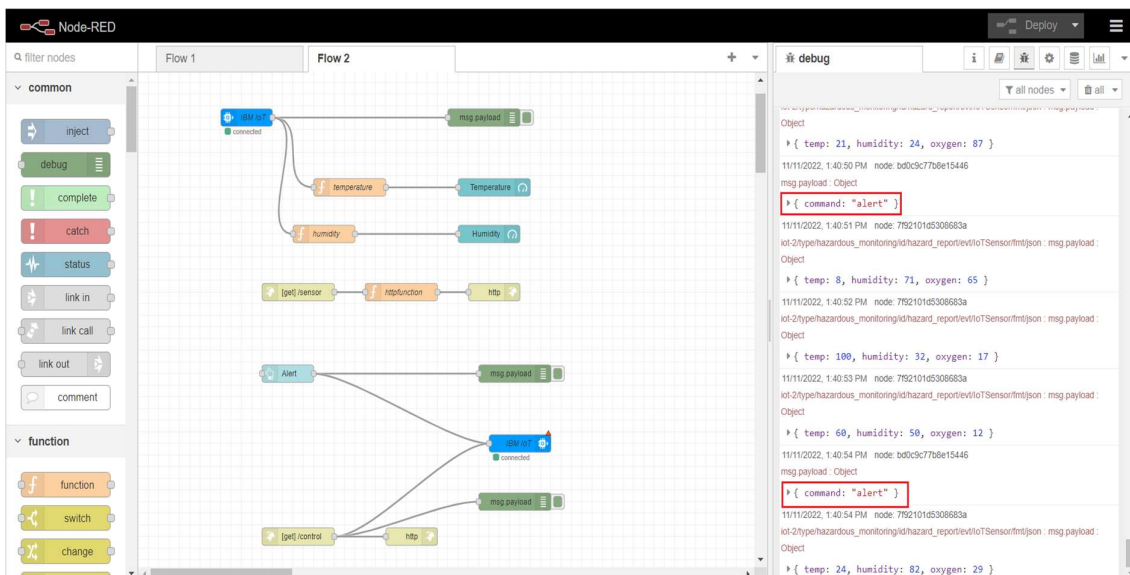 Node-RED
Deploy
filter nodes
Flow 1
Flow 2
debug
all nodes
all
common
inject
debug
complete
catch
status
link in
link call
link out
comment
function
function
switch
change
IBM IoT
connected
msg.payload
temperature
Temperature
humidity
Humidity
[get] /sensor
httpfunction
http
Alert
msg.payload
IBM IoT
connected
msg.payload
[get] /control
http
Object
{ temp: 21, humidity: 24, oxygen: 87 }
11/11/2022, 1:40:50 PM node: bd0c9c77b8e15446
msg.payload : Object
{ command: "alert" }
11/11/2022, 1:40:51 PM node: 7f92101d5308683a
iot-2/type/hazardous_monitoring/id/hazard_report/evt/IoTSensor/fmt/json : msg.payload :
Object
{ temp: 8, humidity: 71, oxygen: 65 }
11/11/2022, 1:40:52 PM node: 7f92101d5308683a
iot-2/type/hazardous_monitoring/id/hazard_report/evt/IoTSensor/fmt/json : msg.payload :
Object
{ temp: 100, humidity: 32, oxygen: 17 }
11/11/2022, 1:40:53 PM node: 7f92101d5308683a
iot-2/type/hazardous_monitoring/id/hazard_report/evt/IoTSensor/fmt/json : msg.payload :
Object
{ temp: 60, humidity: 50, oxygen: 12 }
11/11/2022, 1:40:54 PM node: bd0c9c77b8e15446
msg.payload : Object
{ command: "alert" }
11/11/2022, 1:40:54 PM node: 7f92101d5308683a
iot-2/type/hazardous_monitoring/id/hazard_report/evt/IoTSensor/fmt/json : msg.payload :
Object
{ temp: 24, humidity: 82, oxygen: 29 }